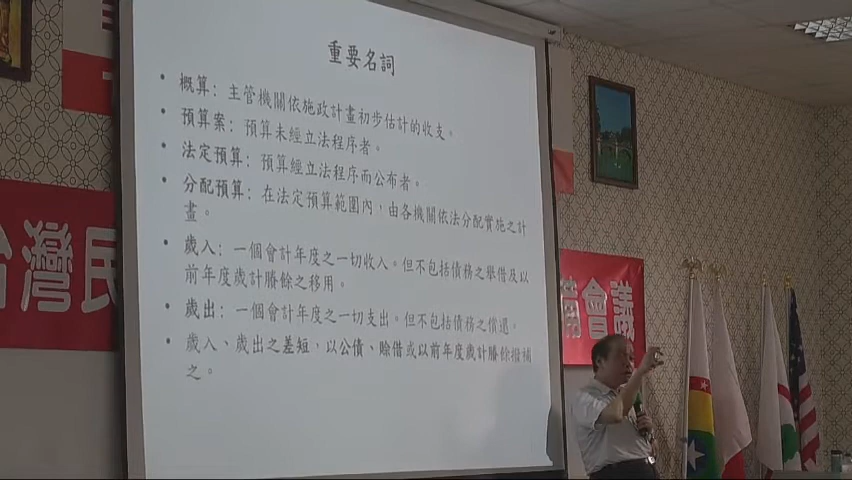 重要名詞
• 概算: 主管機關依施政計畫初步估計的收支。
• 預算案: 預算未經立法程序者。
• 法定預算: 預算經立法程序而公布者。
• 分配預算: 在法定預算範圍內，由各機關依法分配實施之計
畫。
• 歲入: 一個會計年度之一切收入。但不包括債務之舉借及以
前年度歲計賸餘之移用。
• 歲出: 一個會計年度之一切支出。但不包括債務之償還。
• 歲入、歲出之差短，以公債、賒借或以前年度歲計賸餘撥補
之。
台灣民
會議